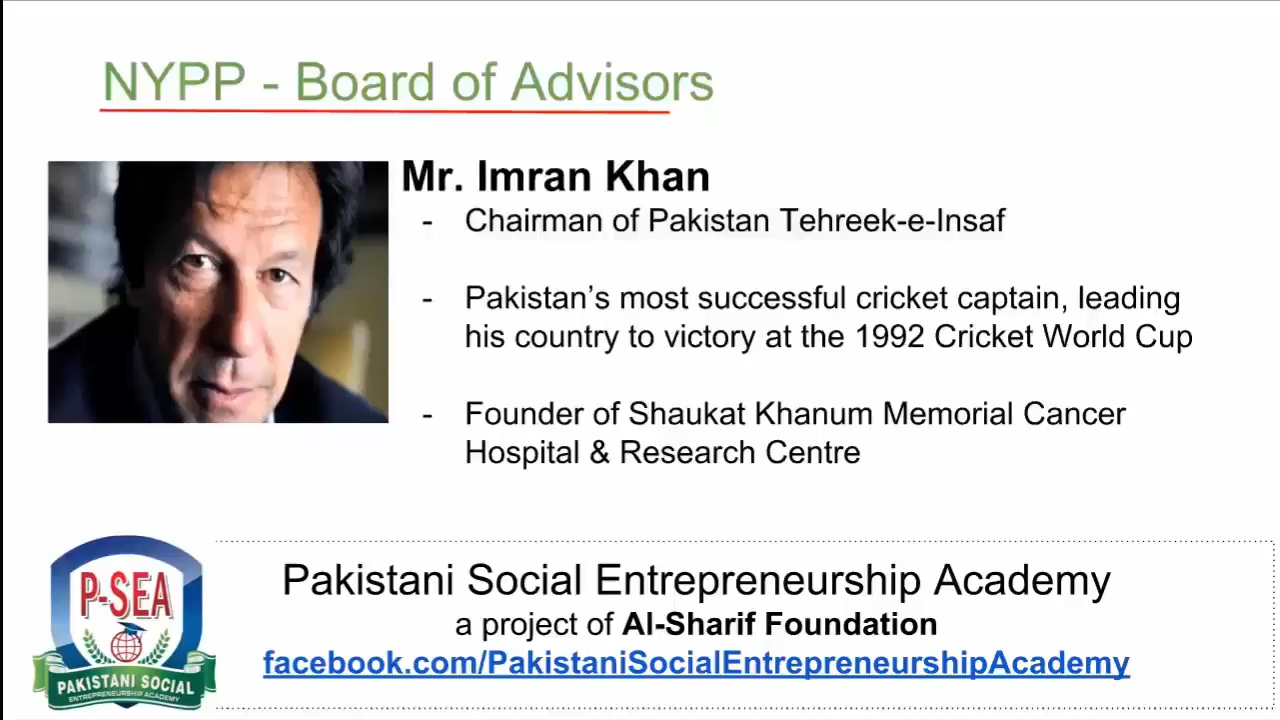 NYPP - Board of Advisors
Mr. Imran Khan
- Chairman of Pakistan Tehreek-e-Insaf
- Pakistan's most successful cricket captain, leading
his country to victory at the 1992 Cricket World Cup
- Founder of Shaukat Khanum Memorial Cancer
Hospital & Research Centre
P-SEA
PAKISTANI SOCIAL
ENTREPRENEURSHIP ACADEMY
Pakistani Social Entrepreneurship Academy
a project of Al-Sharif Foundation
facebook.com/PakistaniSocialEntrepreneurshipAcademy